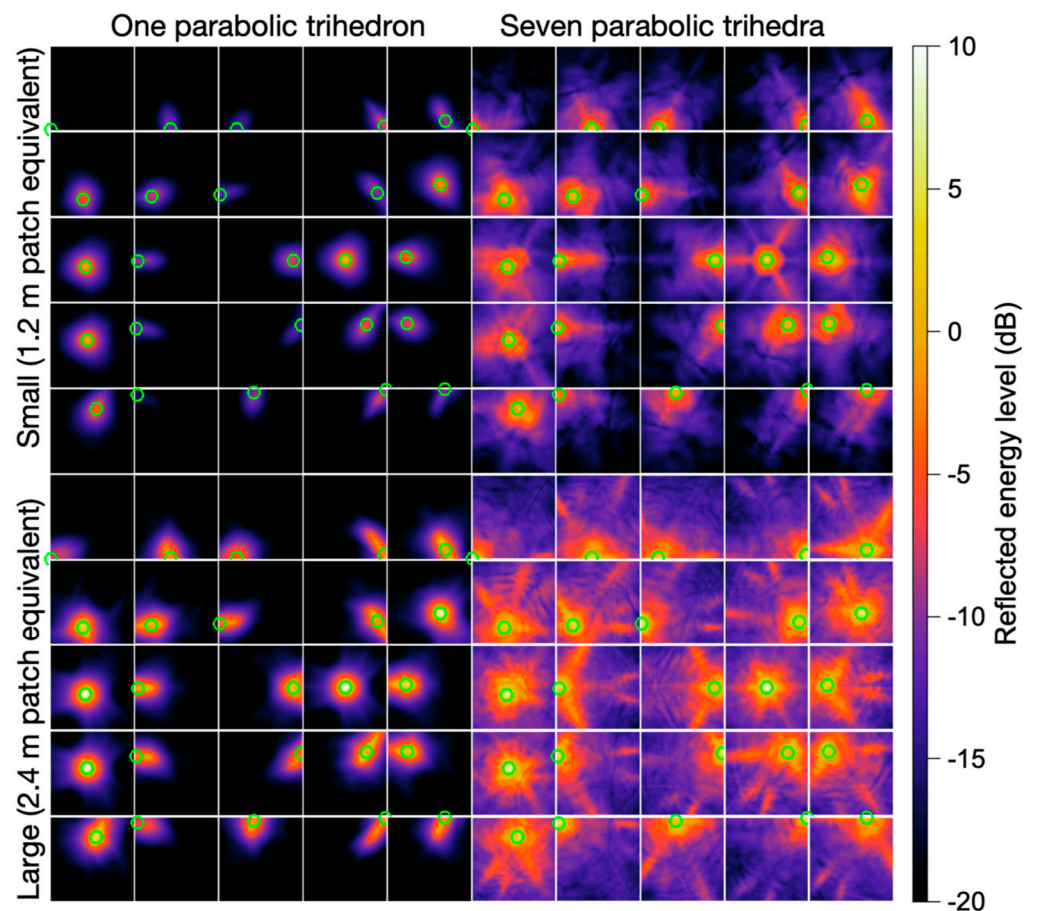 One parabolic trihedron
Seven parabolic trihedra
Small (1.2 m patch equivalent)
Large (2.4 m patch equivalent)
10
5
0
-5
-10
-15
-20
Reflected energy level (dB)